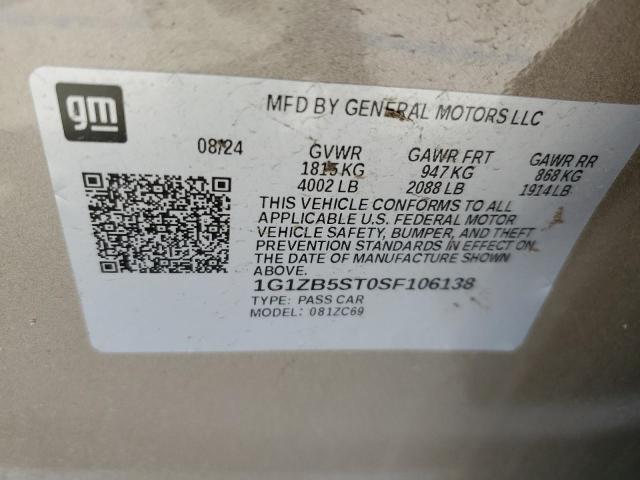 gm
MFD BY GENERAL MOTORS LLC
08/24
GVWR GAWR FRT GAWR RR
1815 KG 947 KG 868 KG
4002 LB 2088 LB 1914 LB
THIS VEHICLE CONFORMS TO ALL
APPLICABLE U.S. FEDERAL MOTOR
VEHICLE SAFETY, BUMPER, AND THEFT
PREVENTION STANDARDS IN EFFECT ON
THE DATE OF MANUFACTURE SHOWN
ABOVE.
1G1ZB5ST0SF106138
TYPE: PASS CAR
MODEL: 081ZC69